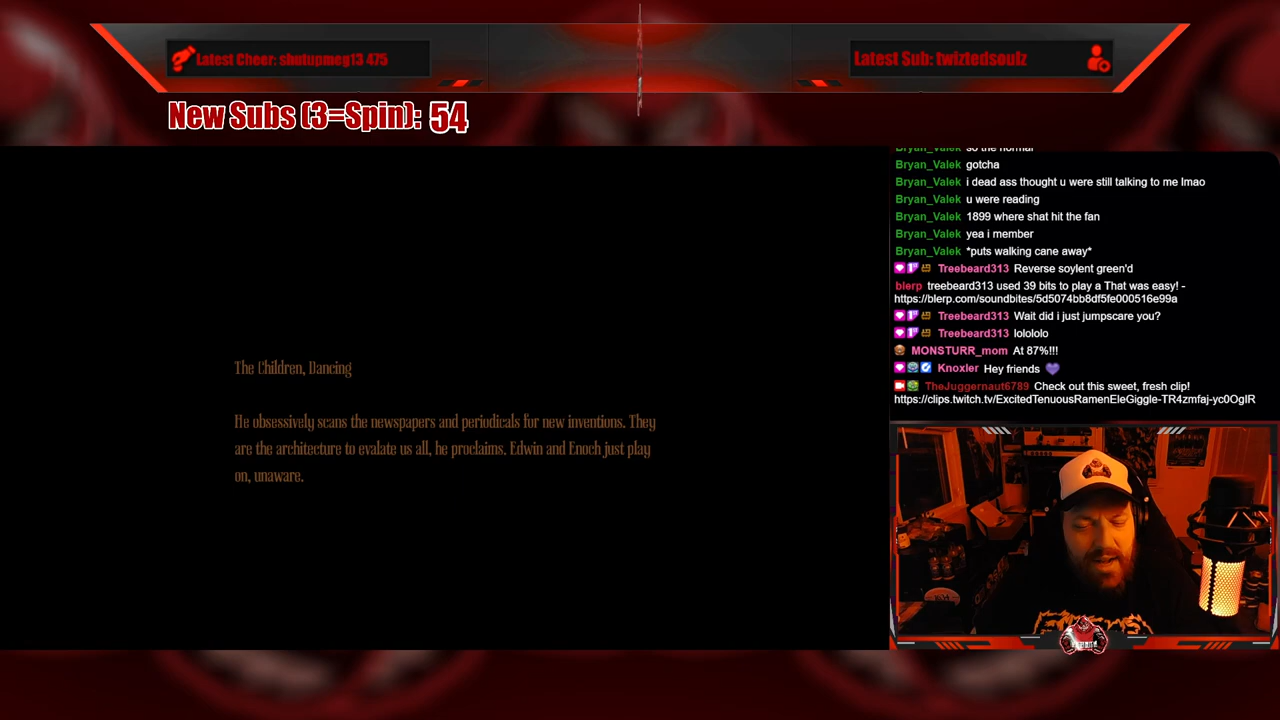 Latest Cheer: shutupmeg13 475
Latest Sub: twiztedsoulz
New Subs (3=Spin): 54
Bryan_Valek so the normal
Bryan_Valek gotcha
Bryan_Valek i dead ass thought u were still talking to me lmao
Bryan_Valek u were reading
Bryan_Valek 1899 where shat hit the fan
Bryan_Valek yea i member
Bryan_Valek *puts walking cane away*
Treebeard313 Reverse soylent green'd
blerp treebeard313 used 39 bits to play a That was easy! -
https://blerp.com/soundbites/5d5074bb8df5fe000516e99a
Treebeard313 Wait did i just jumpscare you?
Treebeard313 lolololo
MONSTURR_mom At 87%!!!
Knoxler Hey friends
TheJuggernaut6789 Check out this sweet, fresh clip!
https://clips.twitch.tv/ExcitedTenuousRamenEleGiggle-TR4zmfaj-yc0OgIR
The Children, Dancing
He obsessively scans the newspapers and periodicals for new inventions. They
are the architecture to evalate us all, he proclaims. Edwin and Enoch just play
on, unaware.